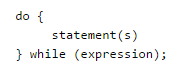 do {
     statement(s)
} while (expression);